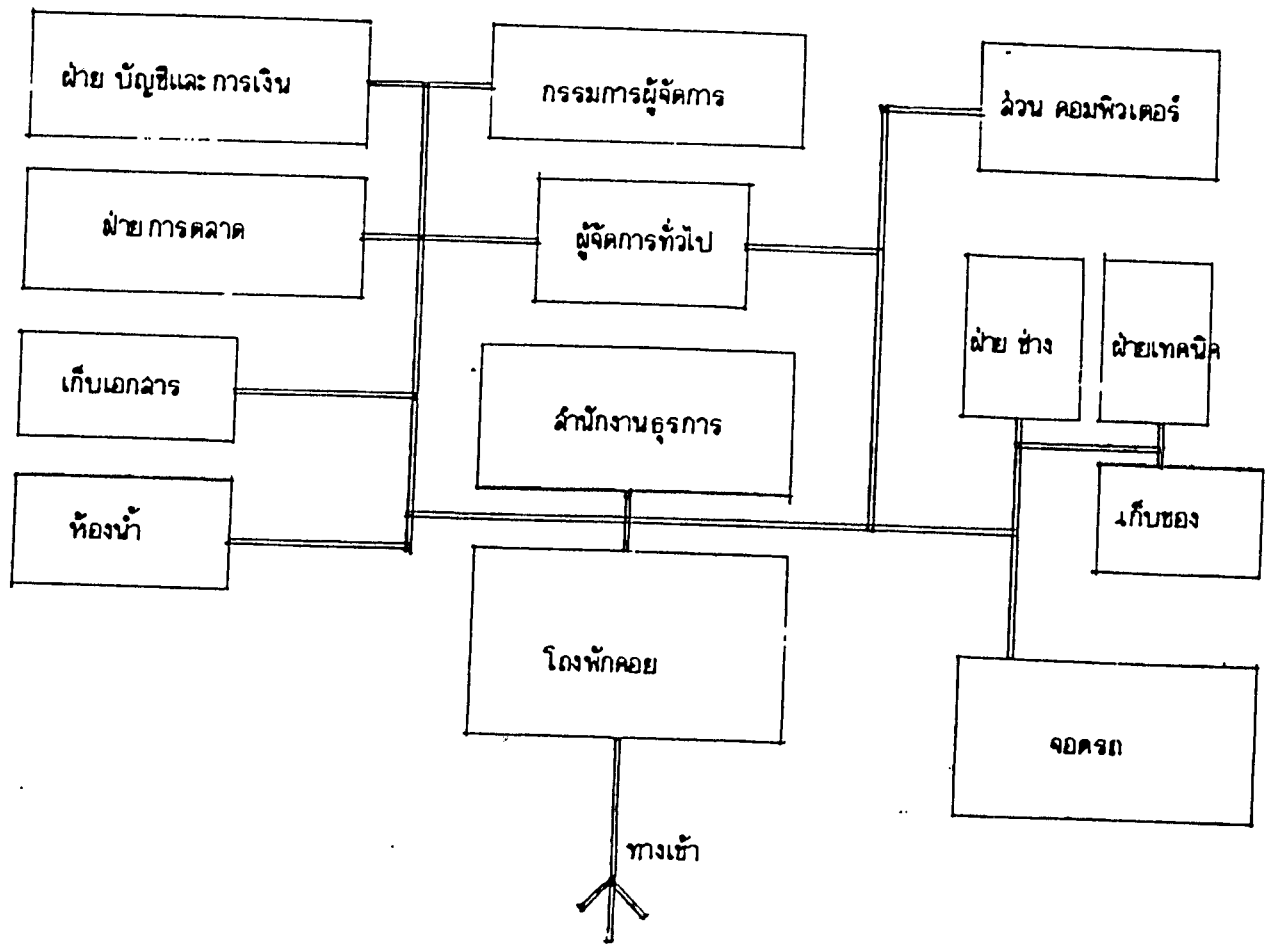 ฝ่าย บัญชีและ การเงิน
กรรมการผู้จัดการ
ส่วน คอมพิวเตอร์
ฝ่าย การตลาด
ผู้จัดการทั่วไป
ฝ่าย ช่าง
ฝ่ายเทคนิค
เก็บเอกสาร
สำนักงานธุรการ
ห้องน้ำ
เก็บของ
โถงพักคอย
จอดรถ
ทางเข้า